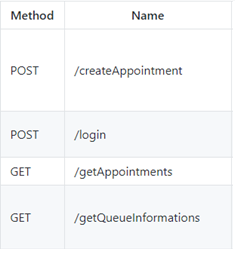 Method Name
POST /createAppointment
POST /login
GET /getAppointments
GET /getQueueInformations